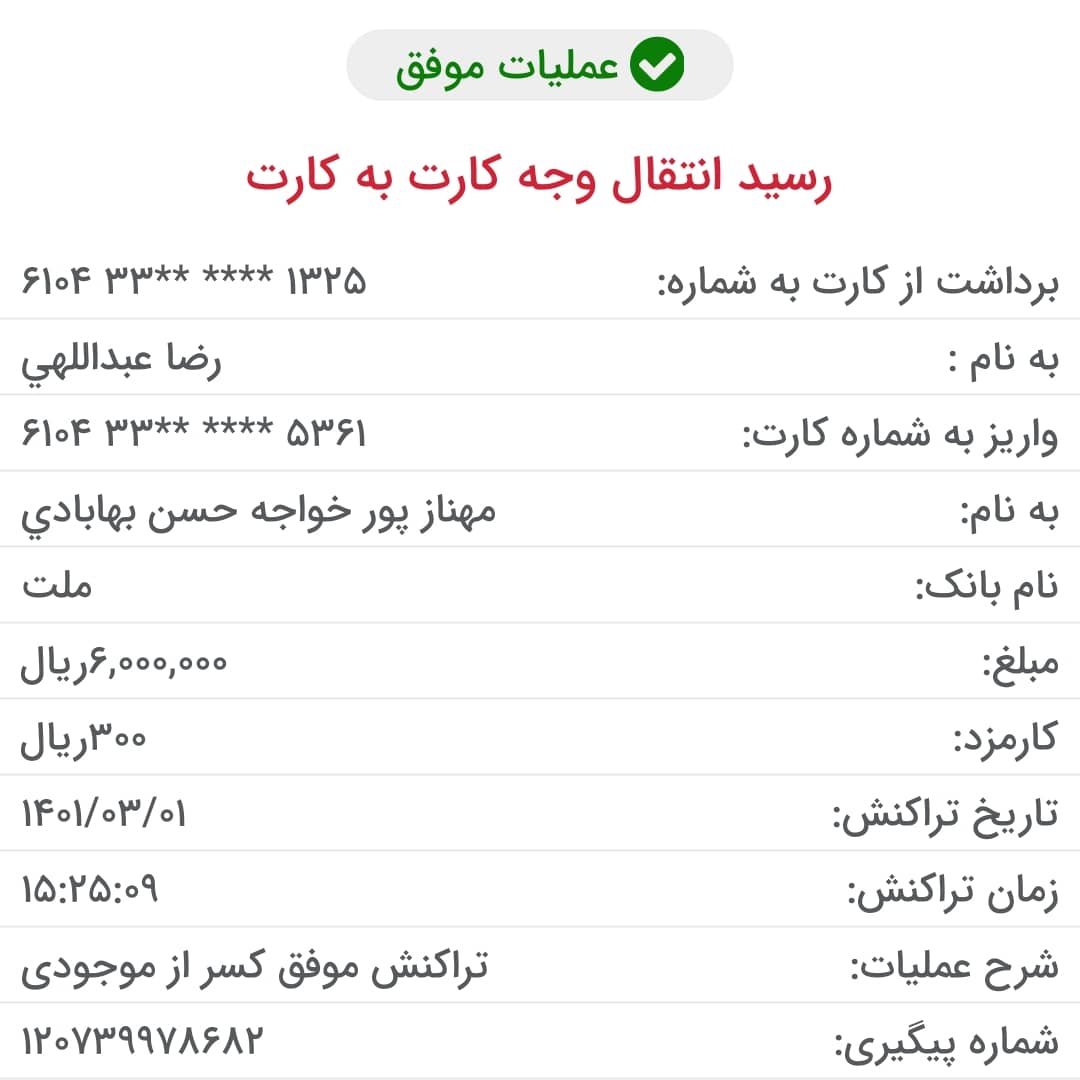 عملیات موفق
رسید انتقال وجه کارت به کارت
برداشت از کارت به شماره: ۶۱۰۴ ۳۳** **** ۱۳۲۵
به نام : رضا عبداللهي
واریز به شماره کارت: ۶۱۰۴ ۳۳** **** ۵۳۶۱
به نام: مهناز پور خواجه حسن بهابادي
نام بانک: ملت
مبلغ: ۶,۰۰۰,۰۰۰ریال
کارمزد: ۳۰۰ریال
تاریخ تراکنش: ۱۴۰۱/۰۳/۰۱
زمان تراکنش: ۱۵:۲۵:۰۹
شرح عملیات: تراکنش موفق کسر از موجودی
شماره پیگیری: ۱۲۰۷۳۹۹۷۸۶۸۲